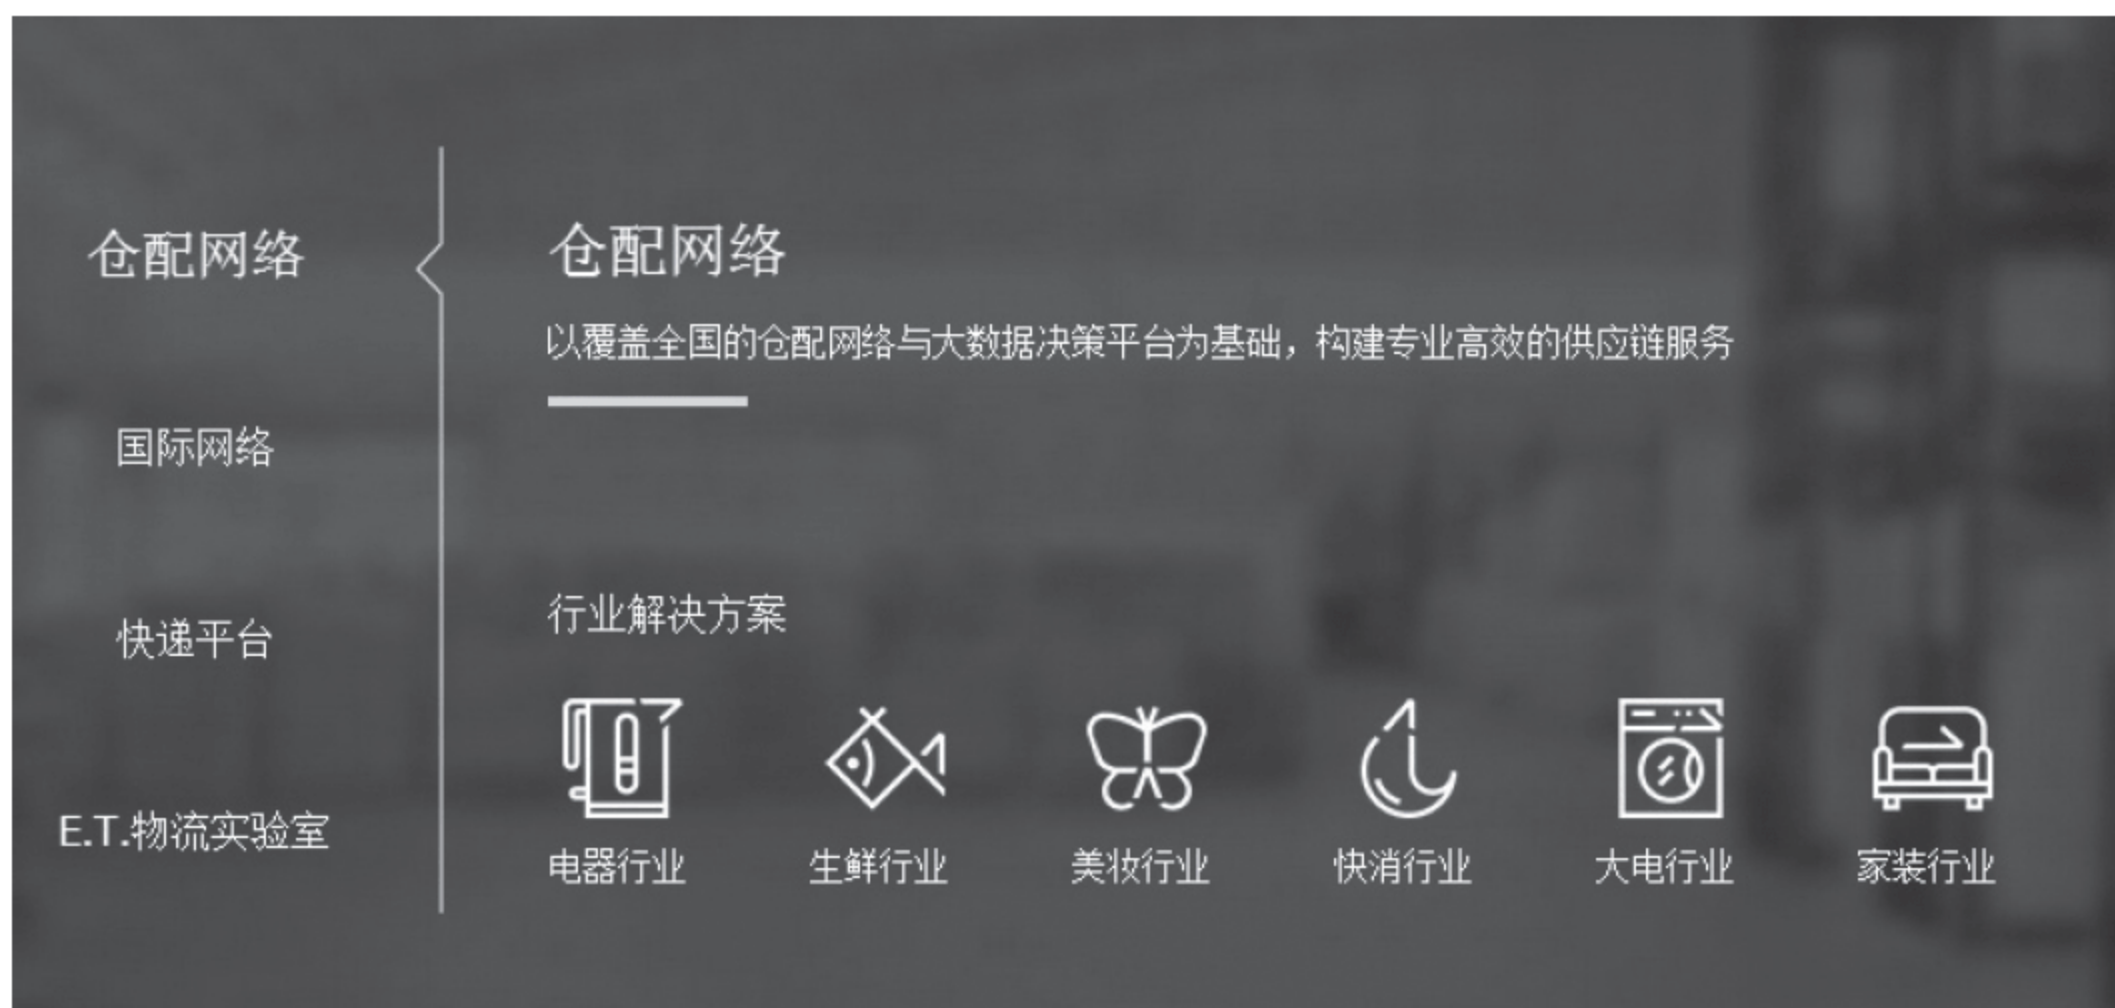 仓配网络
国际网络
快递平台
E.T.物流实验室
仓配网络
以覆盖全国的仓配网络与大数据决策平台为基础，构建专业高效的供应链服务
行业解决方案
电器行业
生鲜行业
美妆行业
快消行业
大电行业
家装行业